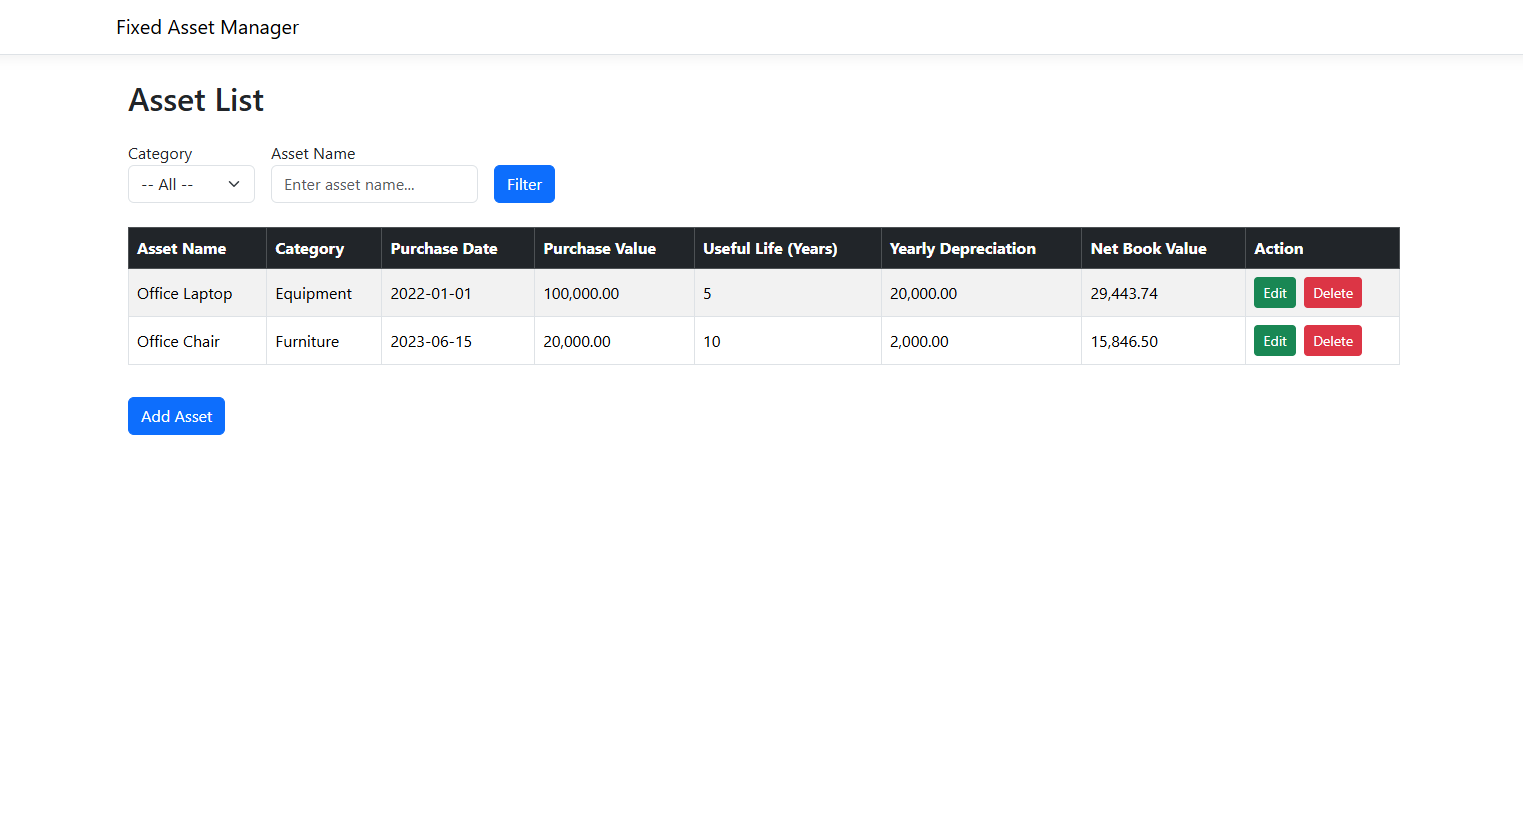 Fixed Asset Manager
Asset List
Category Asset Name
-- All -- Enter asset name... Filter
Asset Name Category Purchase Date Purchase Value Useful Life (Years) Yearly Depreciation Net Book Value Action
Office Laptop Equipment 2022-01-01 100,000.00 5 20,000.00 29,443.74 Edit Delete
Office Chair Furniture 2023-06-15 20,000.00 10 2,000.00 15,846.50 Edit Delete
Add Asset